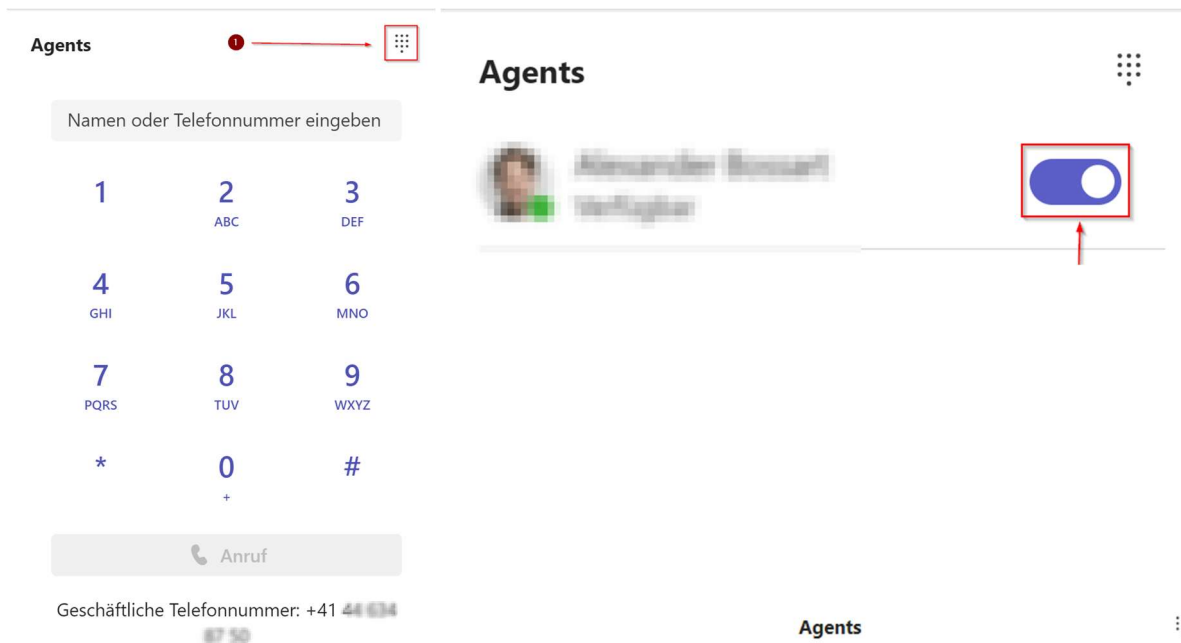 Agents
1
Namen oder Telefonnummer eingeben
1
2
3
ABC
DEF
4
5
6
GHI
JKL
MNO
7
8
9
PQRS
TUV
WXYZ
*
0
#
+
Anruf
Geschäftliche Telefonnummer: +41
Agents
Agents